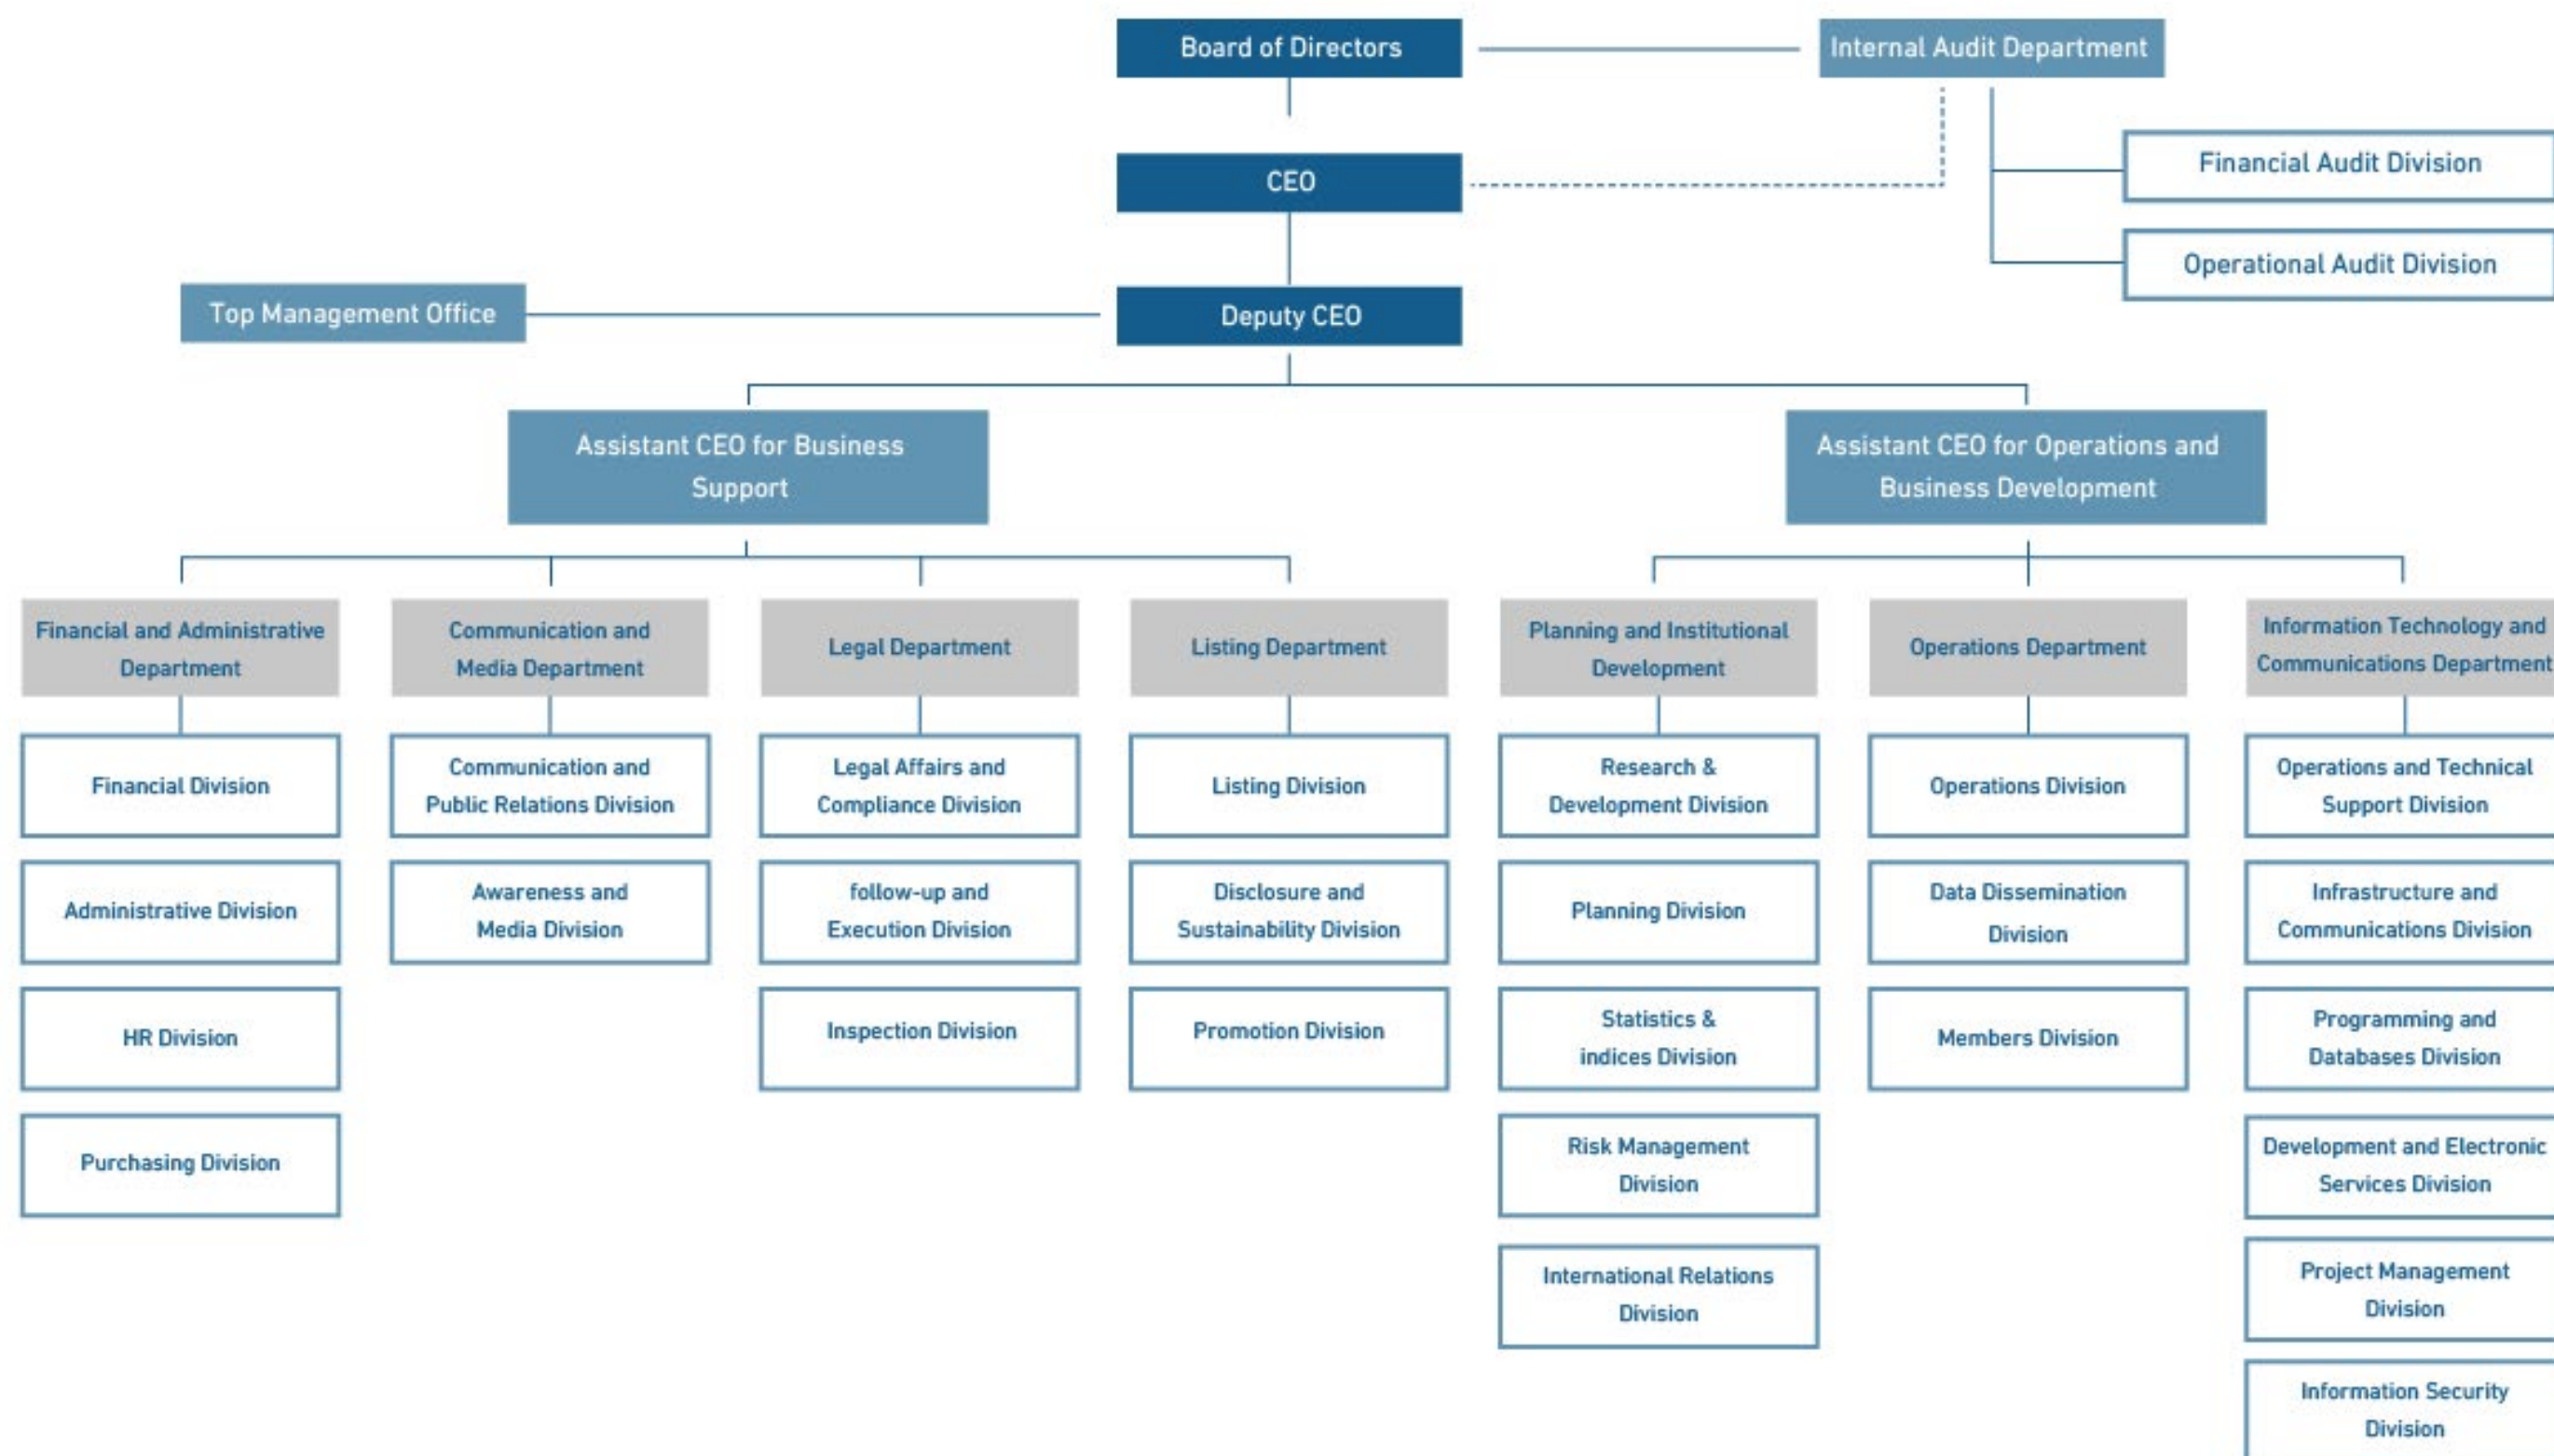 Board of Directors
Internal Audit Department
CEO
Financial Audit Division
Operational Audit Division
Top Management Office
Deputy CEO
Assistant CEO for Business
Support
Assistant CEO for Operations and
Business Development
Financial and Administrative
Department
Communication and
Media Department
Legal Department
Listing Department
Planning and Institutional
Development
Operations Department
Information Technology and
Communications Department
Financial Division
Administrative Division
HR Division
Purchasing Division
Communication and
Public Relations Division
Awareness and
Media Division
Legal Affairs and
Compliance Division
follow-up and
Execution Division
Inspection Division
Listing Division
Disclosure and
Sustainability Division
Promotion Division
Research &
Development Division
Planning Division
Statistics &
indices Division
Risk Management
Division
International Relations
Division
Operations Division
Data Dissemination
Division
Members Division
Operations and Technical
Support Division
Infrastructure and
Communications Division
Programming and
Databases Division
Development and Electronic
Services Division
Project Management
Division
Information Security
Division